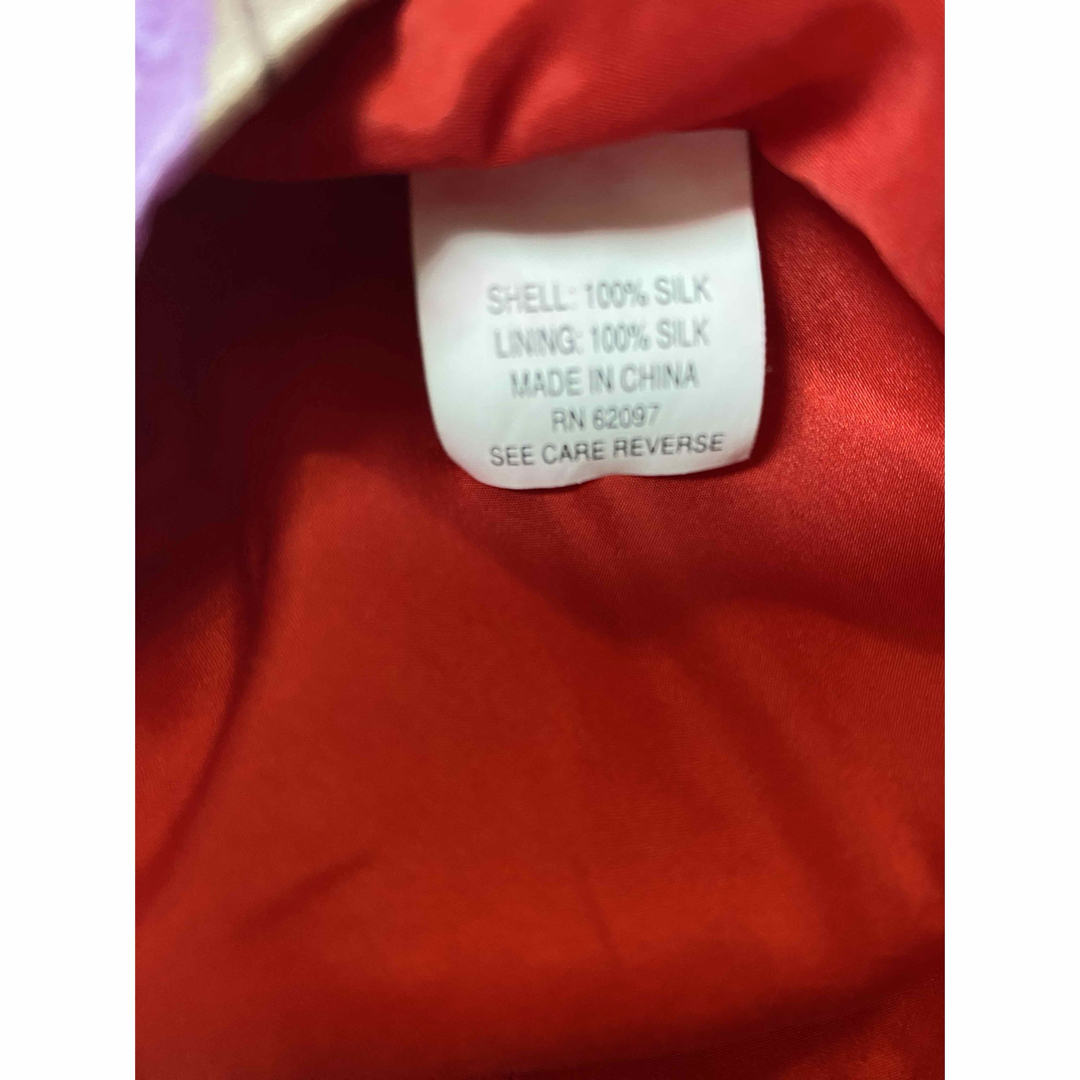 SHELL: 100% SILK
LINING: 100% SILK
MADE IN CHINA
RN 62097
SEE CARE REVERSE